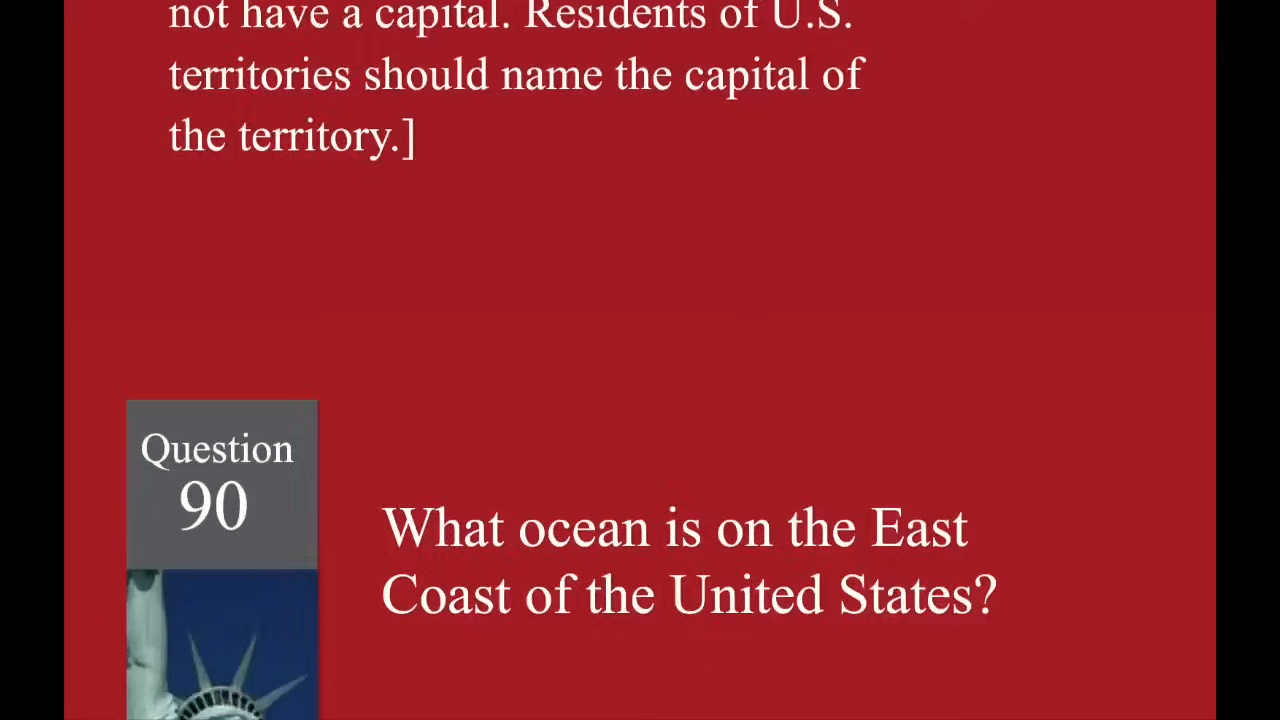 not have a capital. Residents of U.S.
territories should name the capital of
the territory.]
Question
90
What ocean is on the East
Coast of the United States?